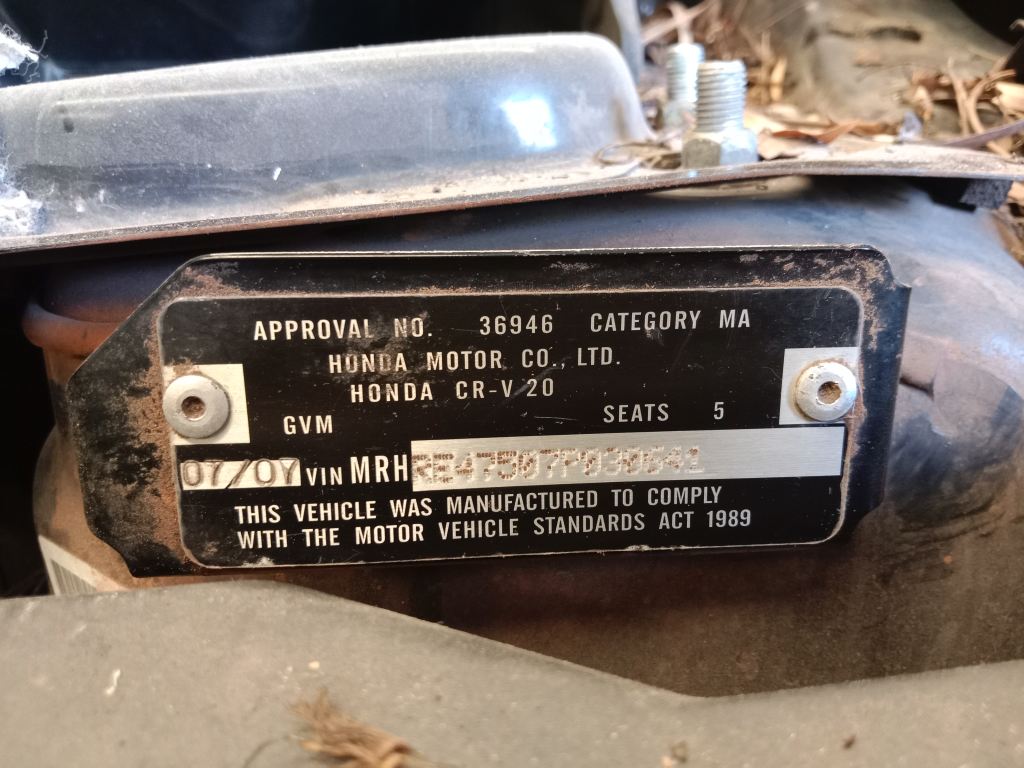 APPROVAL NO. 36946 CATEGORY MA
HONDA MOTOR CO., LTD.
HONDA CR-V 20
GVM SEATS 5
07/07 VIN MRHRE47507P030641
THIS VEHICLE WAS MANUFACTURED TO COMPLY
WITH THE MOTOR VEHICLE STANDARDS ACT 1989